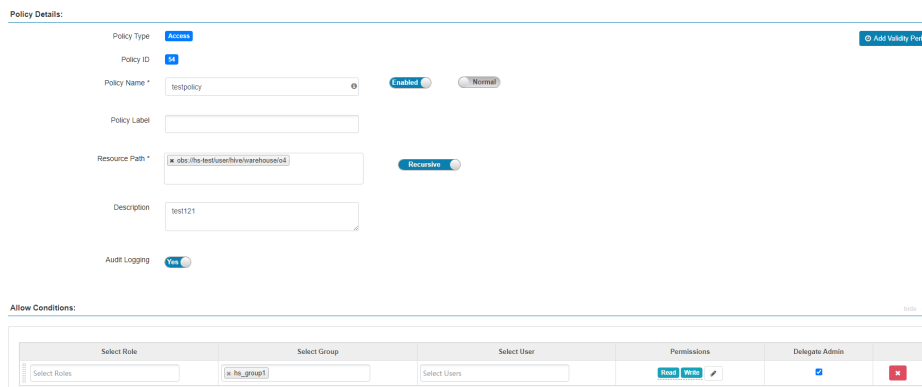 Policy Details:
Policy Type Access
Add Validity Peri
Policy ID 54
Policy Name * testpolicy Enabled Normal
Policy Label
Resource Path * × obs://hs-test/user/hive/warehouse/o4 Recursive
Description test121
Audit Logging Yes
Allow Conditions: hide
Select Role Select Group Select User Permissions Delegate Admin
Select Roles × hs_group1 Select Users Read Write